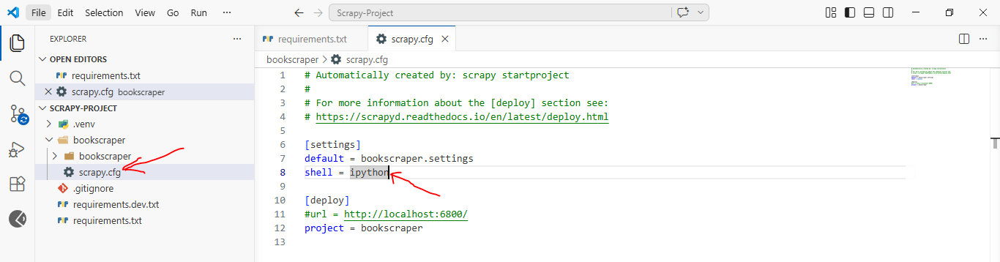 File Edit Selection View Go Run ···
Scrapy-Project
EXPLORER ···
OPEN EDITORS
requirements.txt
scrapy.cfg bookscraper
SCRAPY-PROJECT
.venv
bookscraper
bookscraper
scrapy.cfg
.gitignore
requirements.dev.txt
requirements.txt
requirements.txt scrapy.cfg
bookscraper > scrapy.cfg
1 # Automatically created by: scrapy startproject
2 #
3 # For more information about the [deploy] section see:
4 # https://scrapyd.readthedocs.io/en/latest/deploy.html
5
6 [settings]
7 default = bookscraper.settings
8 shell = ipython
9
10 [deploy]
11 #url = http://localhost:6800/
12 project = bookscraper
13